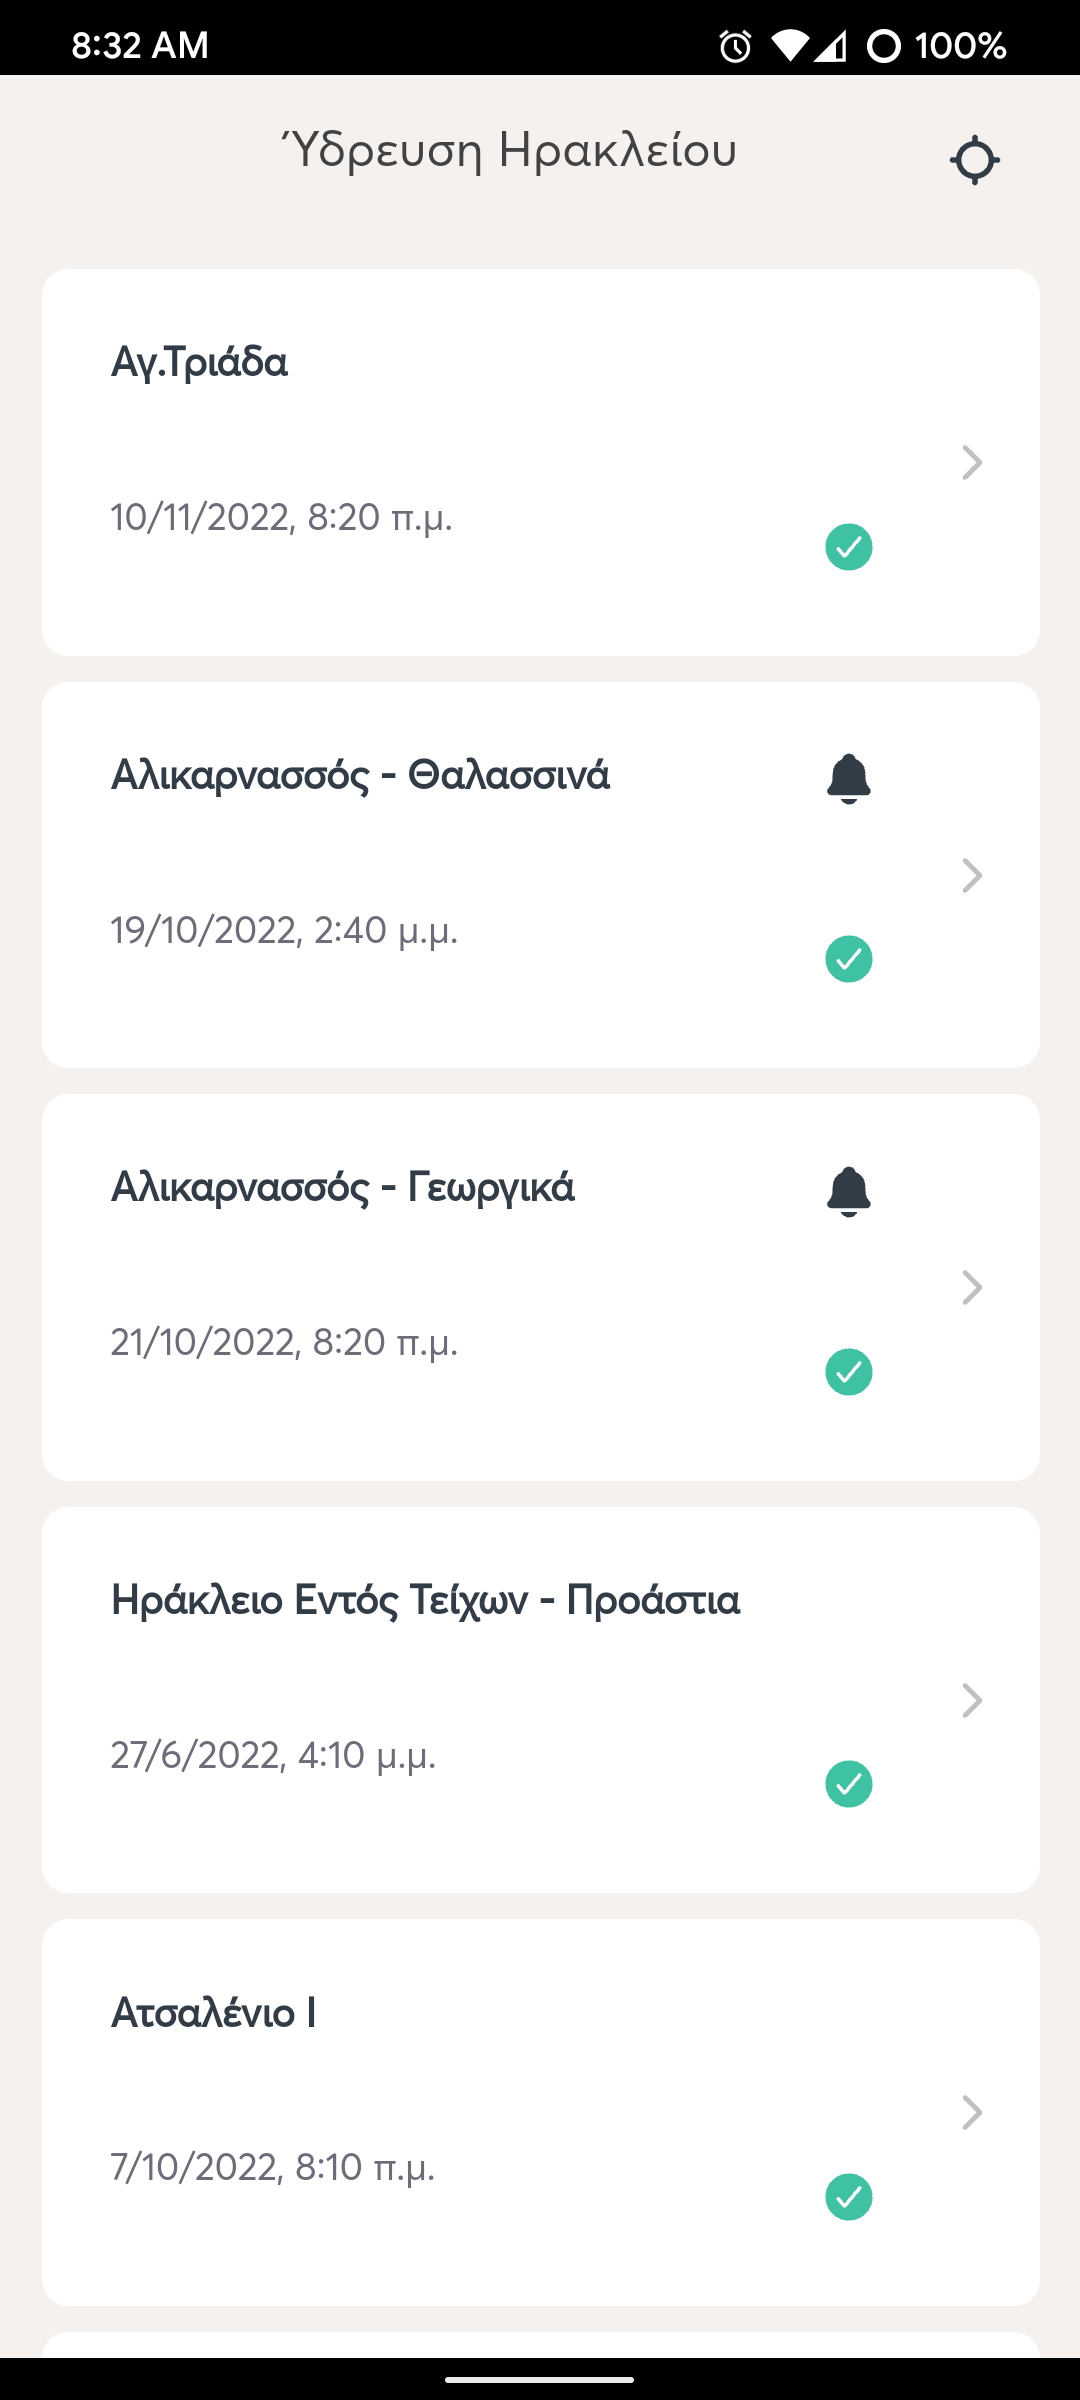 8:32 AM 100%
Ύδρευση Ηρακλείου
Αγ.Τριάδα
10/11/2022, 8:20 π.μ.
Αλικαρνασσός - Θαλασσινά
19/10/2022, 2:40 μ.μ.
Αλικαρνασσός - Γεωργικά
21/10/2022, 8:20 π.μ.
Ηράκλειο Εντός Τείχων - Προάστια
27/6/2022, 4:10 μ.μ.
Ατσαλένιο Ι
7/10/2022, 8:10 π.μ.